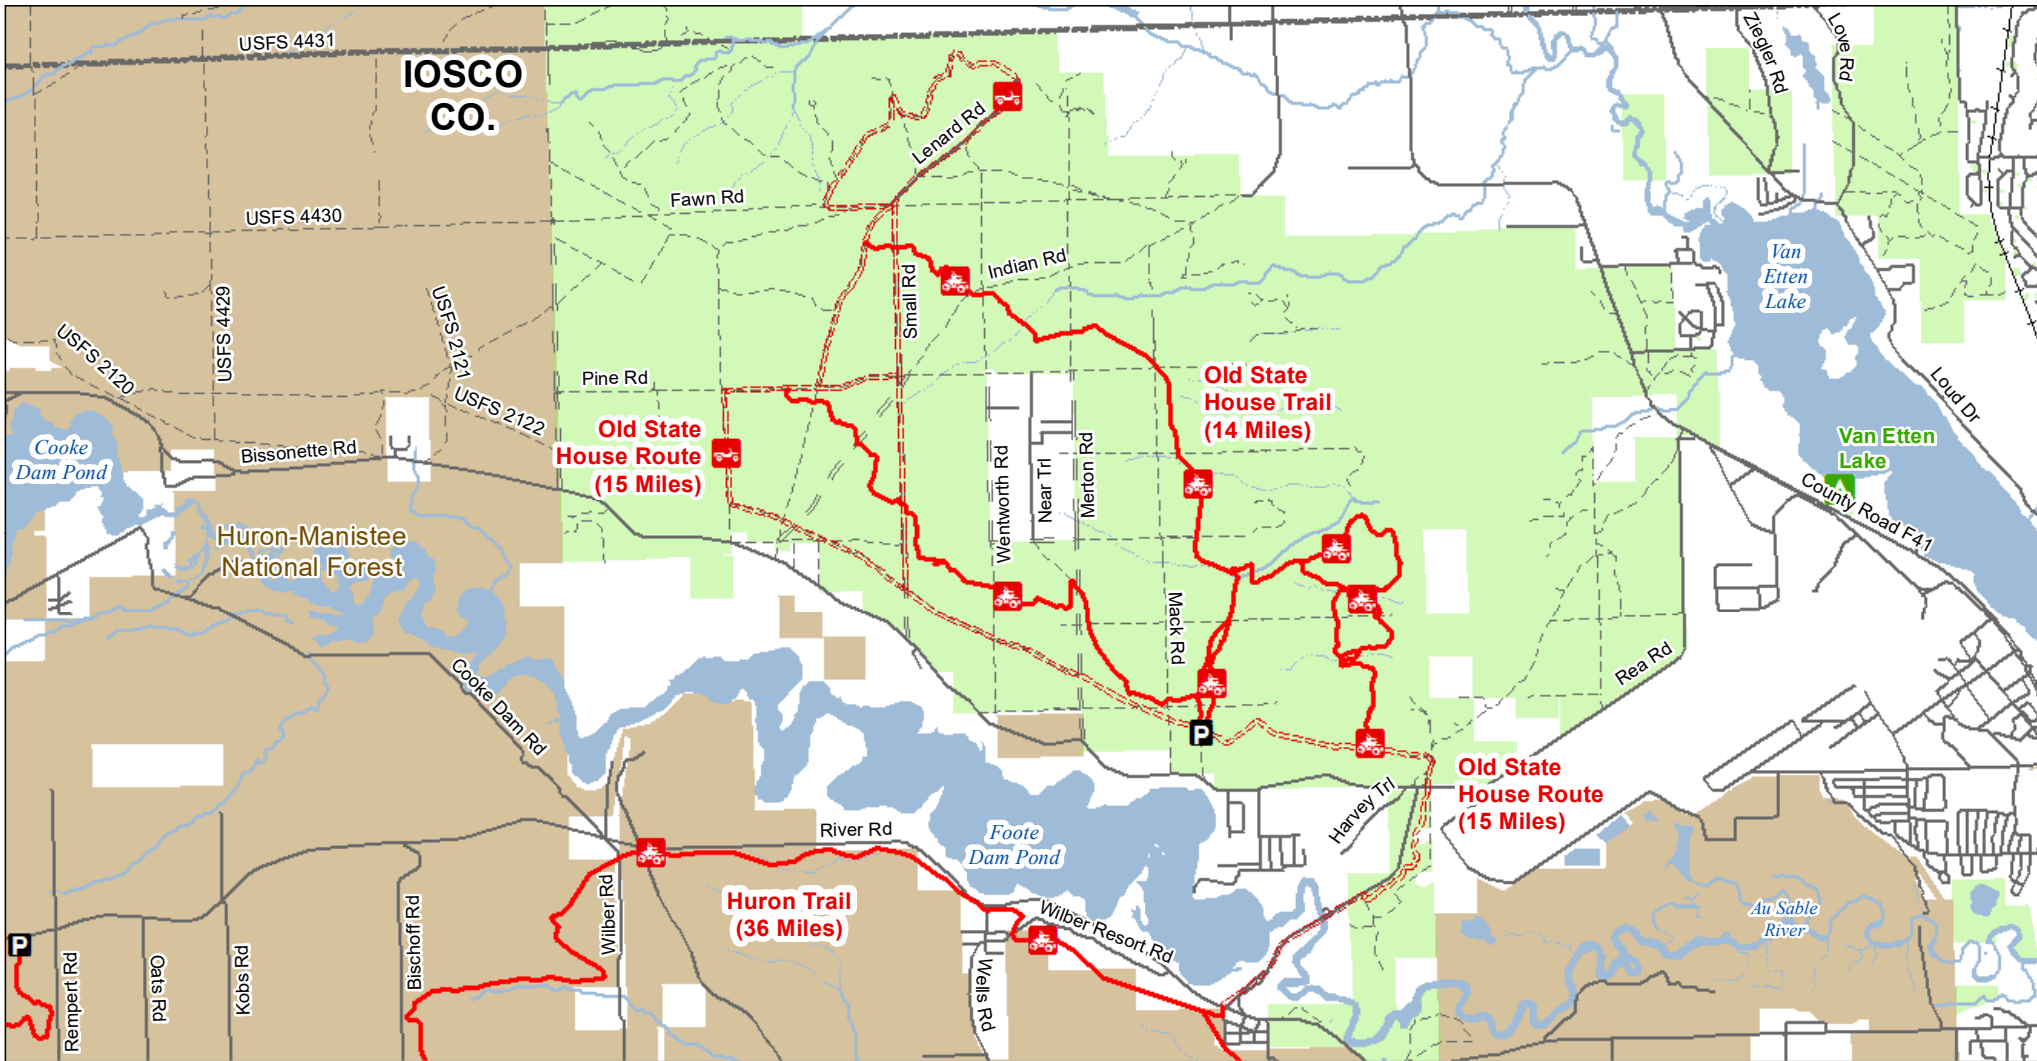 USFS 4431
IOSCO
CO.
Ziegler Rd
Love Rd
Lenard Rd
Fawn Rd
USFS 4430
Indian Rd
Small Rd
Van
Etten
Lake
USFS 4429
USFS 2121
USFS 2120
USFS 2122
Pine Rd
Old State
House Trail
(14 Miles)
Loud Dr
Old State
House Route
(15 Miles)
Cooke
Dam Pond
Bissonette Rd
Wentworth Rd
Near Trl
Merton Rd
Van Etten
Lake
County Road F41
Huron-Manistee
National Forest
Mack Rd
Rea Rd
Cooke Dam Rd
P
Old State
House Route
(15 Miles)
Harvey Trl
River Rd
Foote
Dam Pond
Huron Trail
(36 Miles)
Wilber Rd
Wilber Resort Rd
Au Sable
River
P
Rempert Rd
Oats Rd
Kobs Rd
Bischoff Rd
Wells Rd